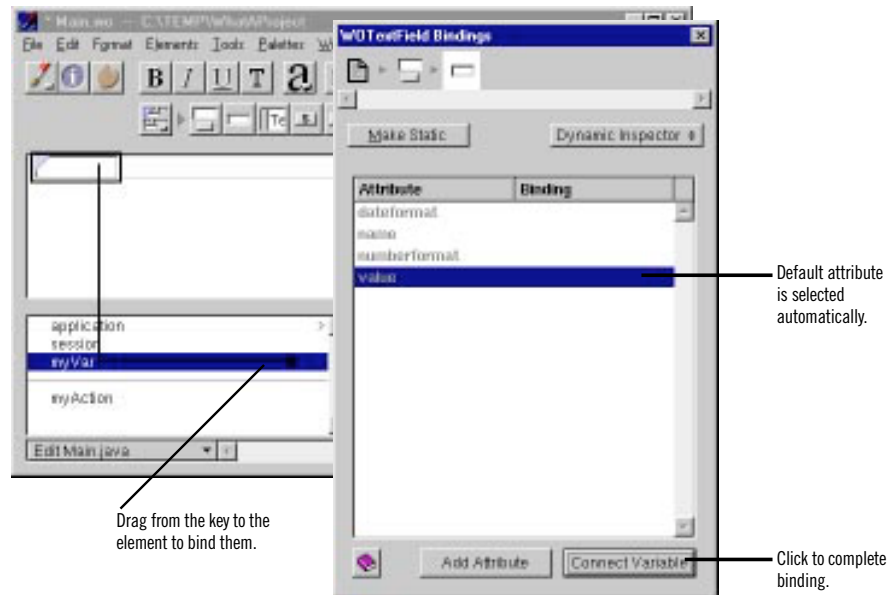 Main.wo — C:\TEMP\WhatAProject
File Edit Format Elements Tools Palettes
B I U T a
WOTextField Bindings
Make Static
Dynamic Inspector
Attribute Binding
dateformat
name
numberformat
value
Default attribute
is selected
automatically.
application >
session
myVar
myAction
Edit Main.java
Drag from the key to the
element to bind them.
Add Attribute
Connect Variable
Click to complete
binding.